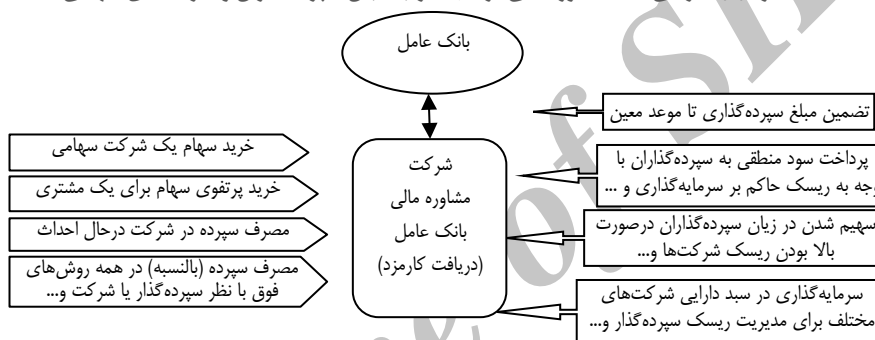 بانک عامل
تضمین مبلغ سپرده‌گذاری تا موعد معین
پرداخت سود منطقی به سپرده‌گذاران با
وجه به ریسک حاکم بر سرمایه‌گذاری و ...
سهیم شدن در زیان سپرده‌گذاران درصورت
بالا بودن ریسک شرکت‌ها و...
سرمایه‌گذاری در سبد دارایی شرکت‌های
مختلف برای مدیریت ریسک سپرده‌گذار و...
شرکت
مشاوره مالی
بانک عامل
(دریافت کارمزد)
خرید سهام یک شرکت سهامی
خرید پرتفوی سهام برای یک مشتری
مصرف سپرده در شرکت درحال احداث
مصرف سپرده (بالنسبه) در همه روش‌های
فوق با نظر سپرده‌گذار یا شرکت و...
of SI